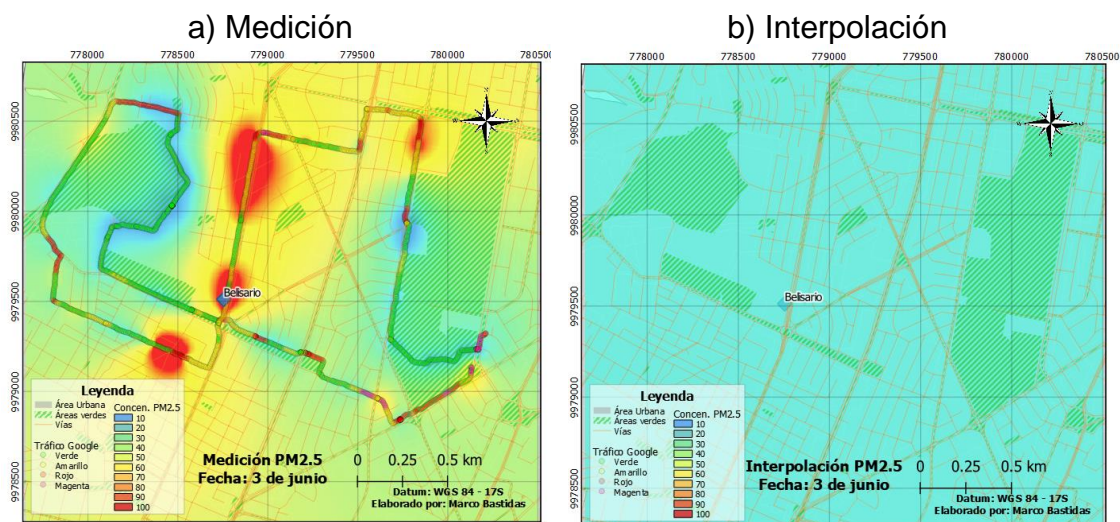 a) Medición
b) Interpolación
778000 778500 779000 779500 780000 780500
9980500
9980000
9979500
9979000
9978500
Belisario
Leyenda
Área Urbana
Áreas verdes
Vías
Tráfico Google
Verde
Amarillo
Rojo
Magenta
Concen. PM2.5
10
20
30
40
50
60
70
80
90
100
Medición PM2.5
Fecha: 3 de junio
0 0.25 0.5 km
Datum: WGS 84 - 17S
Elaborado por: Marco Bastidas
778000 778500 779000 779500 780000 780500
9980500
9980000
9979500
9979000
9978500
Belisario
Leyenda
Área Urbana
Áreas verdes
Vías
Tráfico Google
Verde
Amarillo
Rojo
Magenta
Concen. PM2.5
10
20
30
40
50
60
70
80
90
100
Interpolación PM2.5
Fecha: 3 de junio
0 0.25 0.5 km
Datum: WGS 84 - 17S
Elaborado por: Marco Bastidas